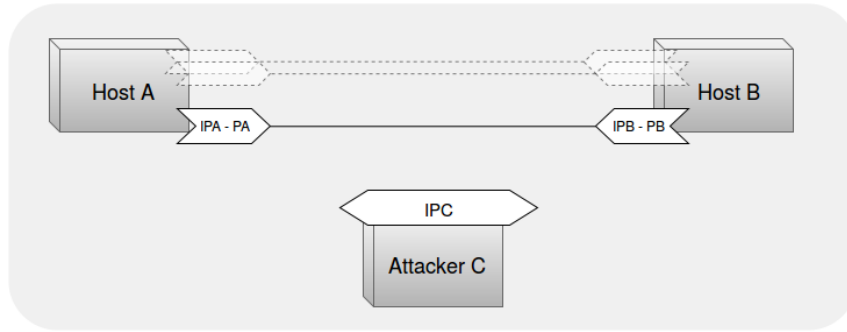 Host A
Host B
IPA - PA
IPB - PB
IPC
Attacker C